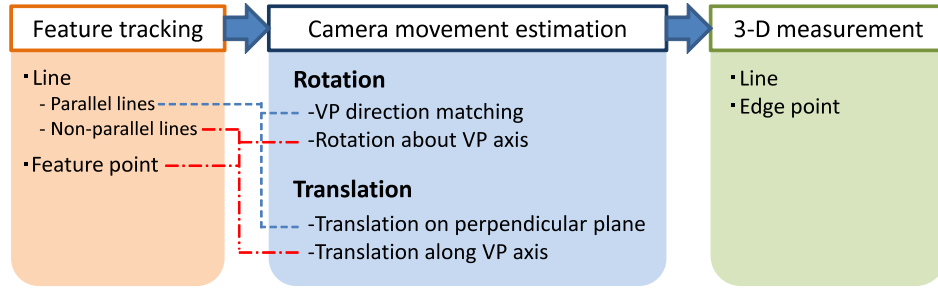 Feature tracking
・Line
- Parallel lines
- Non-parallel lines
・Feature point
Camera movement estimation
Rotation
-VP direction matching
-Rotation about VP axis
Translation
-Translation on perpendicular plane
-Translation along VP axis
3-D measurement
・Line
・Edge point